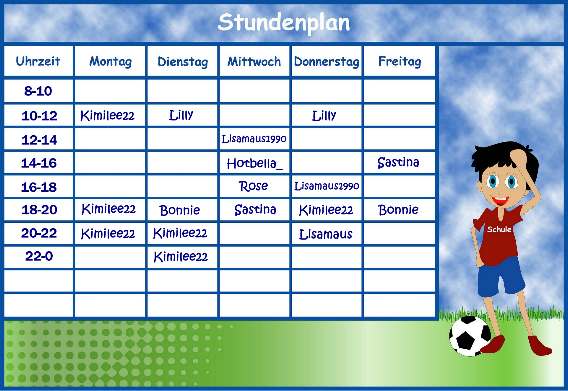 Stundenplan
Uhrzeit Montag Dienstag Mittwoch Donnerstag Freitag
8-10
10-12 Kimilee22 Lilly Lilly
12-14 Lisamaus1990
14-16 Hotbella_ Sastina
16-18 Rose Lisamaus1990
18-20 Kimilee22 Bonnie Sastina Kimilee22 Bonnie
20-22 Kimilee22 Kimilee22 Lisamaus
22-0 Kimilee22
Schule